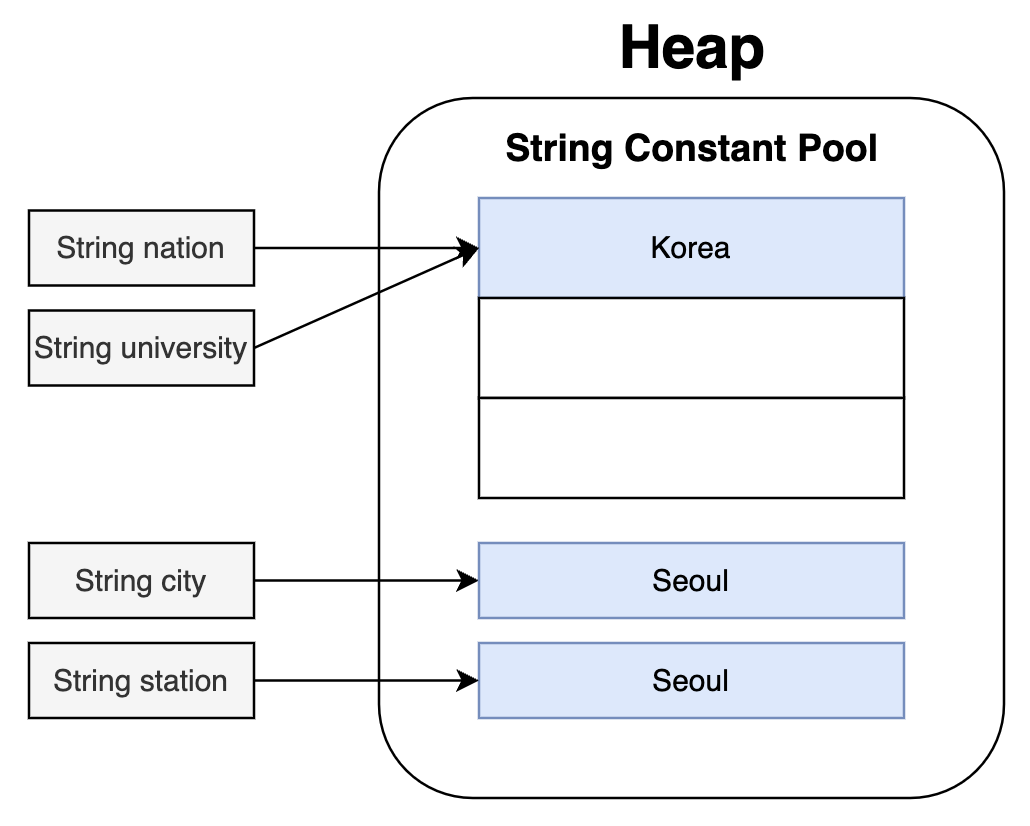 Heap
String Constant Pool
String nation
Korea
String university
String city
Seoul
String station
Seoul